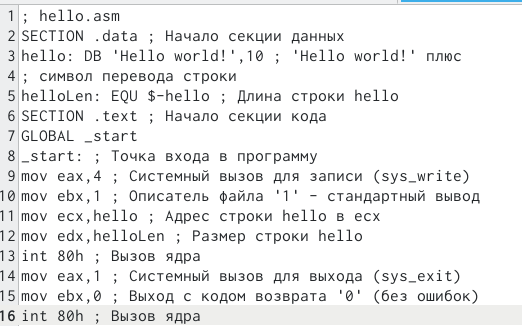 1 ; hello.asm
2 SECTION .data ; Начало секции данных
3 hello: DB 'Hello world!',10 ; 'Hello world!' плюс
4 ; символ перевода строки
5 helloLen: EQU $-hello ; Длина строки hello
6 SECTION .text ; Начало секции кода
7 GLOBAL _start
8 _start: ; Точка входа в программу
9 mov eax,4 ; Системный вызов для записи (sys_write)
10 mov ebx,1 ; Описатель файла '1' - стандартный вывод
11 mov ecx,hello ; Адрес строки hello в ecx
12 mov edx,helloLen ; Размер строки hello
13 int 80h ; Вызов ядра
14 mov eax,1 ; Системный вызов для выхода (sys_exit)
15 mov ebx,0 ; Выход с кодом возврата '0' (без ошибок)
16 int 80h ; Вызов ядра